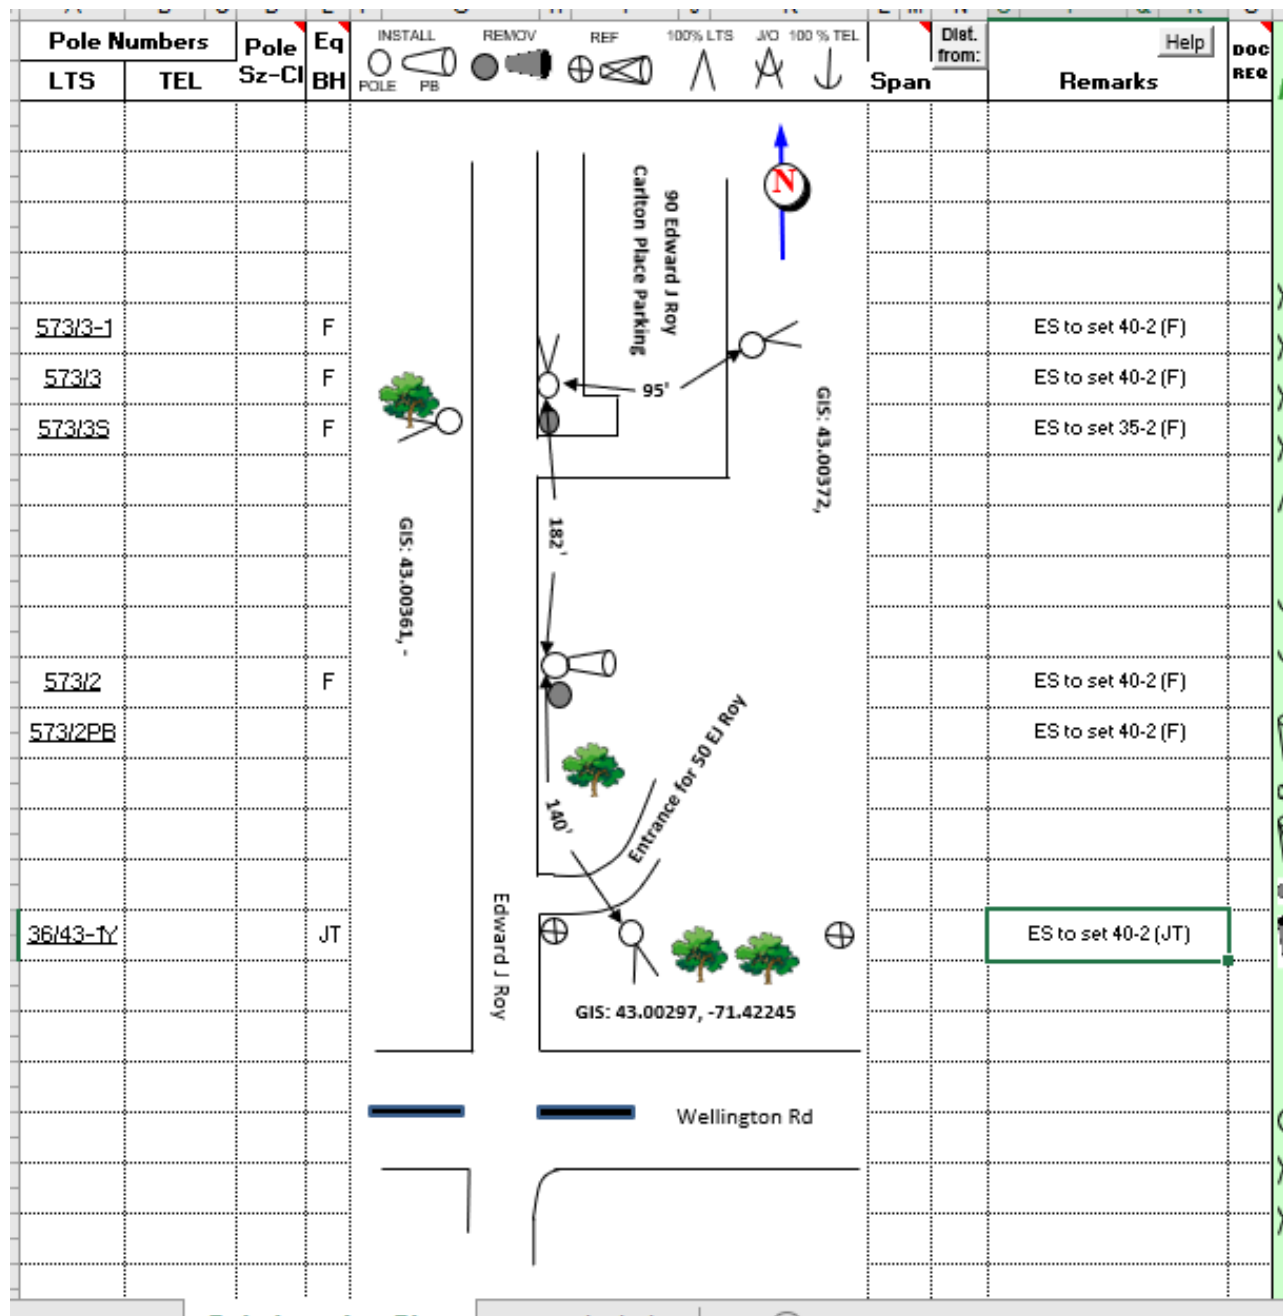 Pole Numbers
Pole
Sz-Cl
Eq
BH
LTS
TEL
INSTALL
REMOV
REF
100% LTS
J/O
100 % TEL
POLE
PB
Span
Dist.
from:
Help
Remarks
DOC
REQ
N
90 Edward J Roy
Carlton Place Parking
573/3-1
F
ES to set 40-2 (F)
573/3
F
95'
ES to set 40-2 (F)
573/3S
F
ES to set 35-2 (F)
GIS: 43.00372,
182'
GIS: 43.00361, -
573/2
F
ES to set 40-2 (F)
573/2PB
ES to set 40-2 (F)
Entrance for 50 EJ Roy
140'
Edward J Roy
36/43-1Y
JT
ES to set 40-2 (JT)
GIS: 43.00297, -71.42245
Wellington Rd